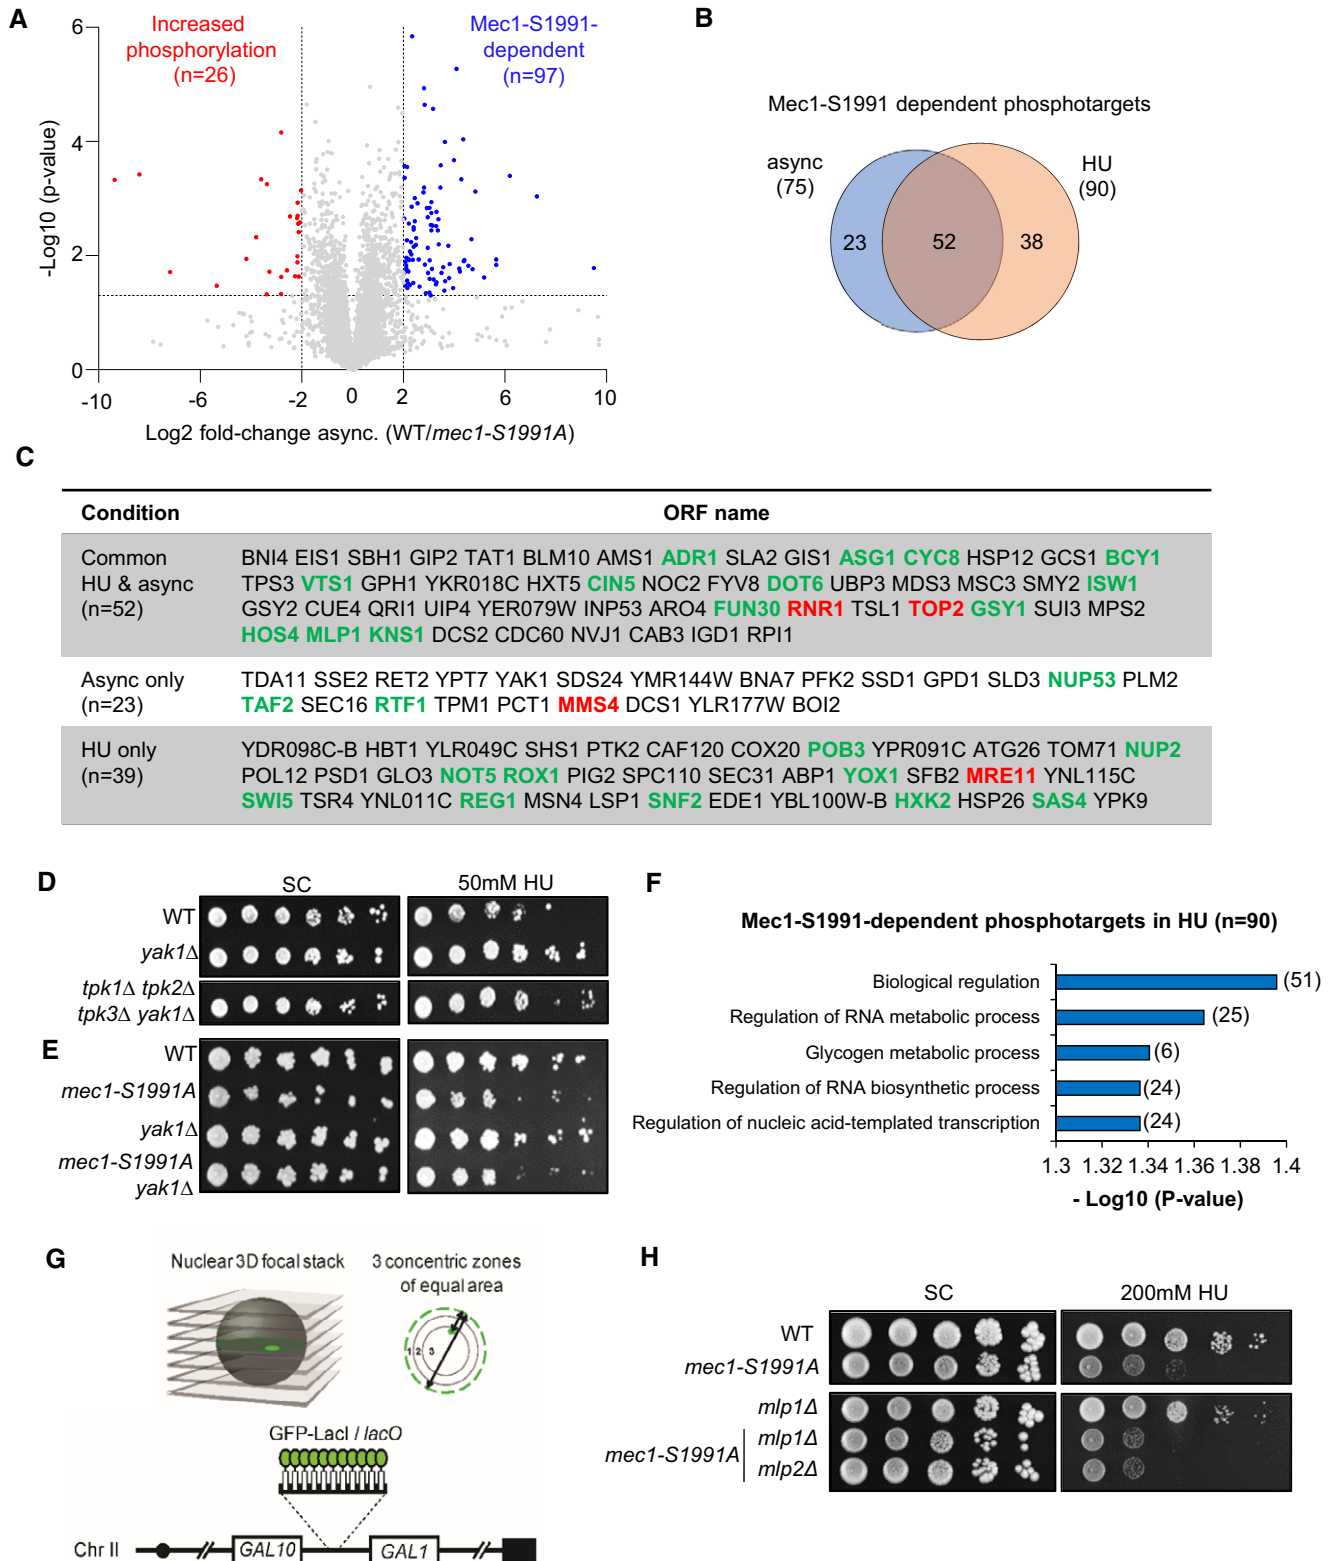 A
6
4
2
0
-Log10 (p-value)
Increased
phosphorylation
(n=26)
Mec1-S1991-
dependent
(n=97)
-10
-6
-2
0
2
6
10
Log2 fold-change async. (WT/mec1-S1991A)
B
Mec1-S1991 dependent phosphotargets
async
(75)
HU
(90)
23
52
38
C
Condition ORF name
Common
HU & async
(n=52)
BNI4 EIS1 SBH1 GIP2 TAT1 BLM10 AMS1 ADR1 SLA2 GIS1 ASG1 CYC8 HSP12 GCS1 BCY1
TPS3 VTS1 GPH1 YKR018C HXT5 CIN5 NOC2 FYV8 DOT6 UBP3 MDS3 MSC3 SMY2 ISW1
GSY2 CUE4 QRI1 UIP4 YER079W INP53 ARO4 FUN30 RNR1 TSL1 TOP2 GSY1 SUI3 MPS2
HOS4 MLP1 KNS1 DCS2 CDC60 NVJ1 CAB3 IGD1 RPI1
Async only
(n=23)
TDA11 SSE2 RET2 YPT7 YAK1 SDS24 YMR144W BNA7 PFK2 SSD1 GPD1 SLD3 NUP53 PLM2
TAF2 SEC16 RTF1 TPM1 PCT1 MMS4 DCS1 YLR177W BOI2
HU only
(n=39)
YDR098C-B HBT1 YLR049C SHS1 PTK2 CAF120 COX20 POB3 YPR091C ATG26 TOM71 NUP2
POL12 PSD1 GLO3 NOT5 ROX1 PIG2 SPC110 SEC31 ABP1 YOX1 SFB2 MRE11 YNL115C
SWI5 TSR4 YNL011C REG1 MSN4 LSP1 SNF2 EDE1 YBL100W-B HXK2 HSP26 SAS4 YPK9
D
SC
50mM HU
WT
yak1Δ
tpk1Δ tpk2Δ
tpk3Δ yak1Δ
E
WT
mec1-S1991A
yak1Δ
mec1-S1991A
yak1Δ
F
Mec1-S1991-dependent phosphotargets in HU (n=90)
Biological regulation (51)
Regulation of RNA metabolic process (25)
Glycogen metabolic process (6)
Regulation of RNA biosynthetic process (24)
Regulation of nucleic acid-templated transcription (24)
1.3 1.32 1.34 1.36 1.38 1.4
- Log10 (P-value)
G
Nuclear 3D focal stack
3 concentric zones
of equal area
1 2 3
GFP-LacI / lacO
Chr II
GAL10
GAL1
H
SC
200mM HU
WT
mec1-S1991A
mlp1Δ
mec1-S1991A
mlp1Δ
mlp2Δ